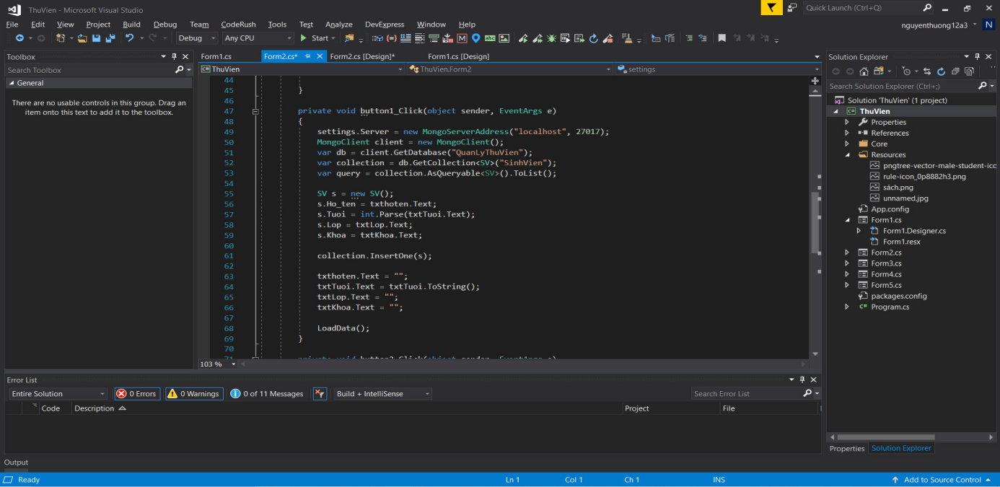 ThuVien - Microsoft Visual Studio
Quick Launch (Ctrl+Q)
File Edit View Project Build Debug Team CodeRush Tools Test Analyze DevExpress Window Help
nguyenthuong12a3 N
Debug Any CPU Start
Toolbox
Search Toolbox
General
There are no usable controls in this group. Drag an
item onto this text to add it to the toolbox.
Form1.cs Form2.cs* Form2.cs [Design]* Form1.cs [Design]
ThuVien ThuVien.Form2 settings
44
45 }
46
47 private void button1_Click(object sender, EventArgs e)
48 {
49 settings.Server = new MongoServerAddress("localhost", 27017);
50 MongoClient client = new MongoClient();
51 var db = client.GetDatabase("QuanLyThuVien");
52 var collection = db.GetCollection<SV>("SinhVien");
53 var query = collection.AsQueryable<SV>().ToList();
54
55 SV s = new SV();
56 s.Ho_ten = txthoten.Text;
57 s.Tuoi = int.Parse(txtTuoi.Text);
58 s.Lop = txtLop.Text;
59 s.Khoa = txtKhoa.Text;
60
61 collection.InsertOne(s);
62
63 txthoten.Text = "";
64 txtTuoi.Text = txtTuoi.ToString();
65 txtLop.Text = "";
66 txtKhoa.Text = "";
67
68 LoadData();
69 }
70
71 private void button2_Click(object sender, EventArgs e)
103 %
Solution Explorer
Search Solution Explorer (Ctrl+;)
Solution 'ThuVien' (1 project)
ThuVien
Properties
References
Core
Resources
pngtree-vector-male-student-ico
rule-icon_0p8882h3.png
sách.png
unnamed.jpg
App.config
Form1.cs
Form1.Designer.cs
Form1.resx
Form2.cs
Form3.cs
Form4.cs
Form5.cs
packages.config
Program.cs
Properties Solution Explorer
Error List
Entire Solution 0 Errors 0 Warnings 0 of 11 Messages Build + IntelliSense Search Error List
Code Description Project File
Output
Ready Ln 1 Col 1 Ch 1 INS Add to Source Control